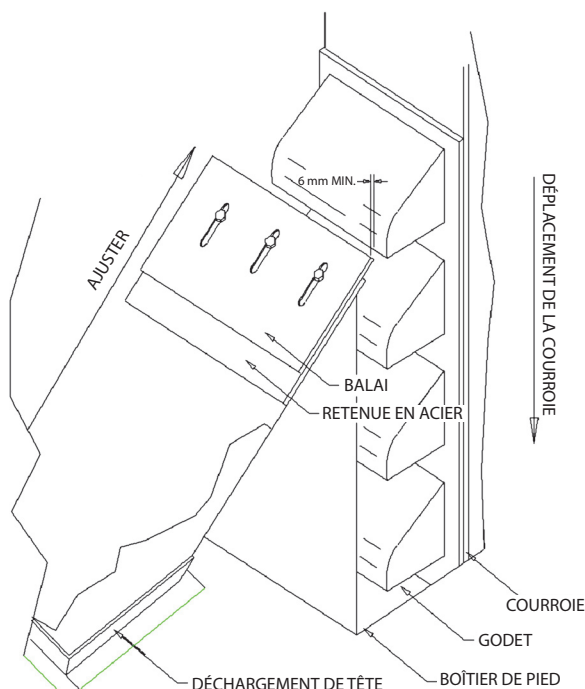 6 mm MIN.
DÉPLACEMENT DE LA COURROIE
AJUSTER
BALAI
RETENUE EN ACIER
COURROIE
GODET
BOÎTIER DE PIED
DÉCHARGEMENT DE TÊTE